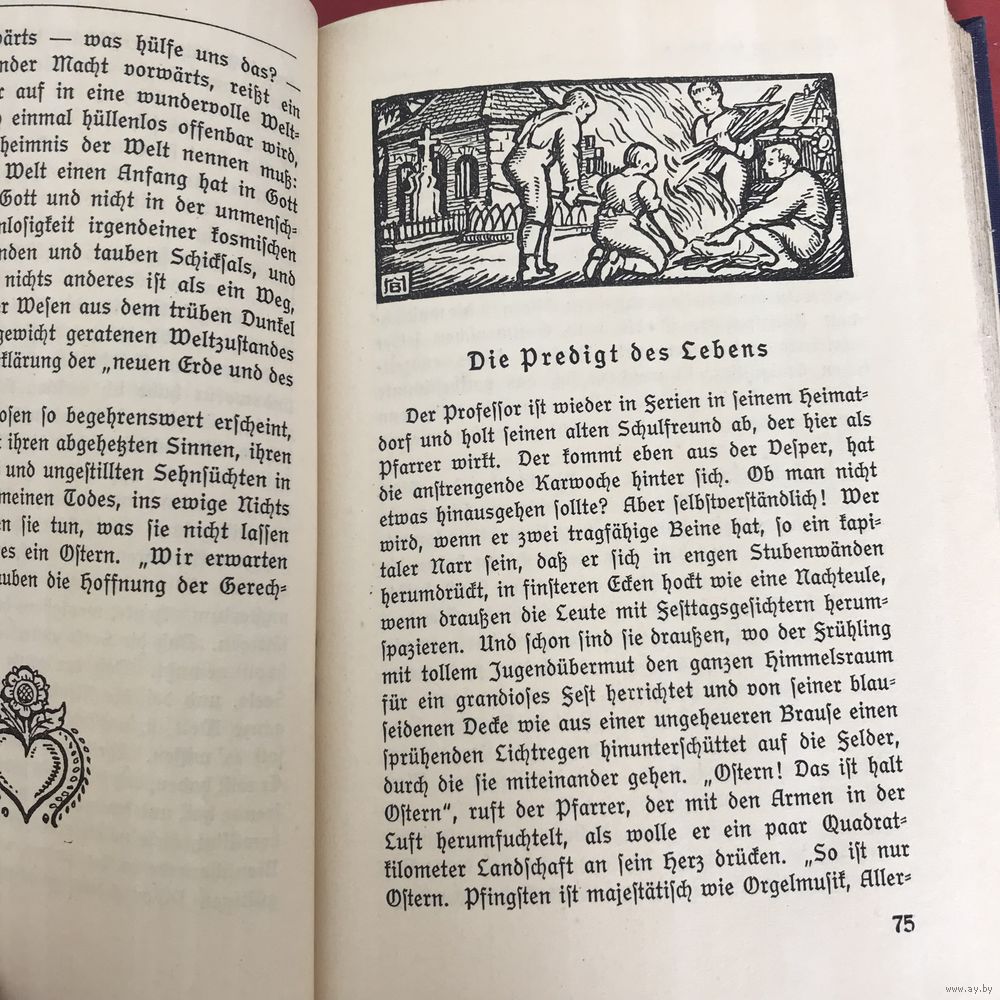 wärts — was hülfe uns das? —
nder Macht vorwärts, reißt ein
r auf in eine wundervolle Welt-
einmal hüllenlos offenbar wird,
heimnis der Welt nennen muß:
Welt einen Anfang hat in Gott
Gott und nicht in der unmensch-
nlosigkeit irgendeiner kosmischen
nden und tauben Schicksals, und
nichts anderes ist als ein Weg,
r Wesen aus dem trüben Dunkel
gewicht geratenen Weltzustandes
klärung der „neuen Erde und des
osen so begehrenswert erscheint,
ihren abgehetzten Sinnen, ihren
und ungestillten Sehnsüchten in
meinen Todes, ins ewige Nichts
en sie tun, was sie nicht lassen
es ein Ostern. „Wir erwarten
auben die Hoffnung der Gerech-
Die Predigt des Lebens
Der Professor ist wieder in Ferien in seinem Heimat-
dorf und holt seinen alten Schulfreund ab, der hier als
Pfarrer wirkt. Der kommt eben aus der Vesper, hat
die anstrengende Karwoche hinter sich. Ob man nicht
etwas hinausgehen sollte? Aber selbstverständlich! Wer
wird, wenn er zwei tragfähige Beine hat, so ein kapi-
taler Narr sein, daß er sich in engen Stubenwänden
herumdrückt, in finsteren Ecken hockt wie eine Nachteule,
wenn draußen die Leute mit Festtagsgesichtern herum-
spazieren. Und schon sind sie draußen, wo der Frühling
mit tollem Jugendübermut den ganzen Himmelsraum
für ein grandioses Fest herrichtet und von seiner blau-
seidenen Decke wie aus einer ungeheueren Brause einen
sprühenden Lichtregen hinunterschüttet auf die Felder,
durch die sie miteinander gehen. „Ostern! Das ist halt
Ostern“, ruft der Pfarrer, der mit den Armen in der
Luft herumfuchtelt, als wolle er ein paar Quadrat-
kilometer Landschaft an sein Herz drücken. „So ist nur
Ostern. Pfingsten ist majestätisch wie Orgelmusik, Aller-
75
www.ay.by